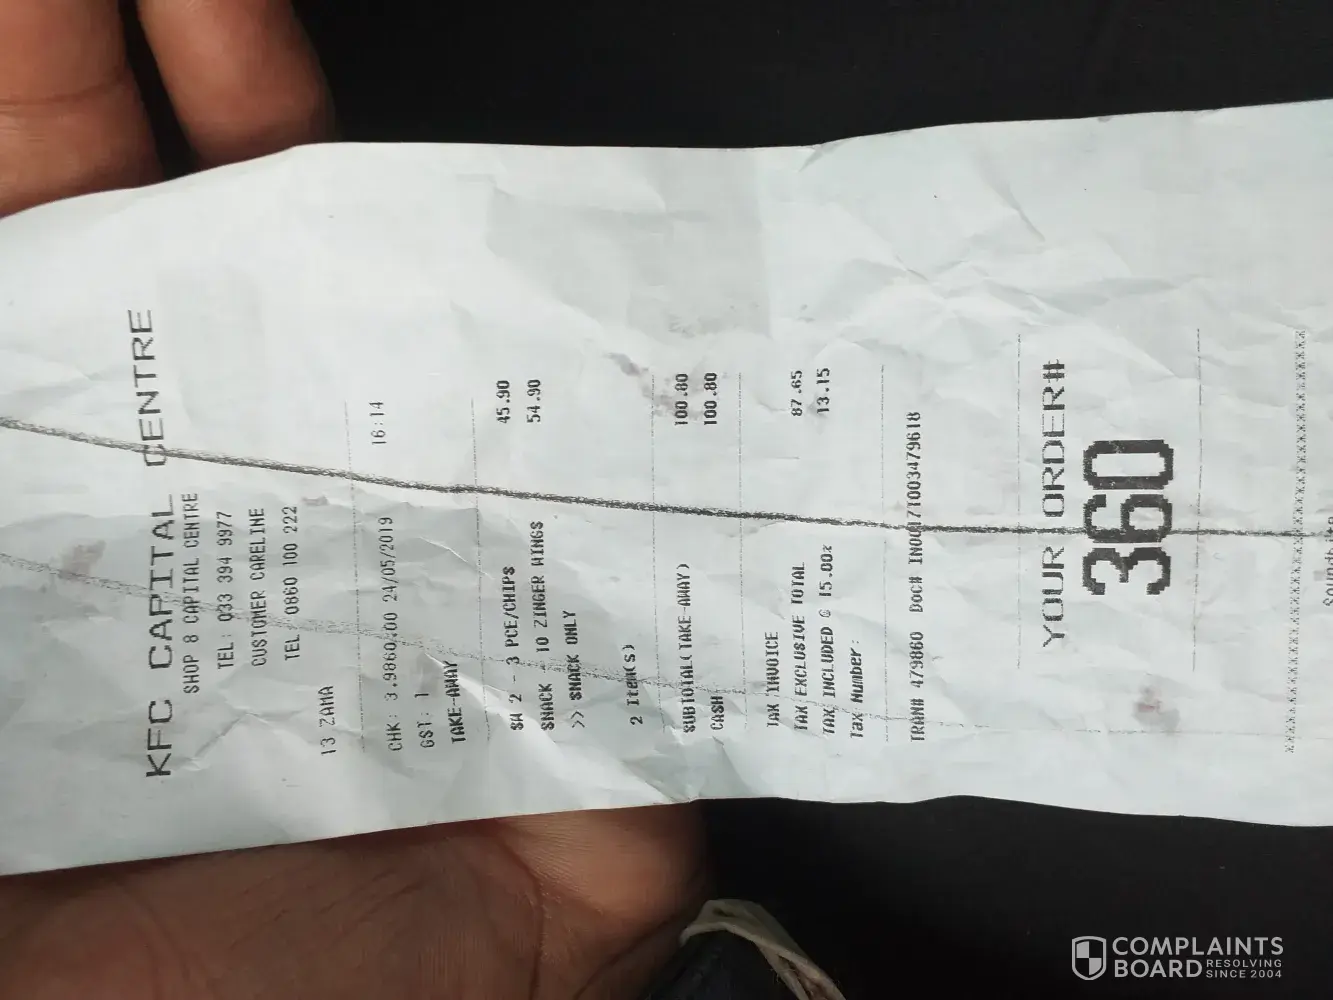 KFC CAPITAL CENTRE
SHOP 8 CAPITAL CENTRE
TEL: 033 394 9977
CUSTOMER CARELINE
TEL 0860 100 222
13 ZAMA
CHK: 3.9860.00 24/05/2019 16:14
GST: 1
TAKE-AWAY
SW 2 - 3 PCE/CHIPS 45.90
SNACK - 10 ZINGER WINGS 54.90
>> SNACK ONLY
2 Item(s)
SUBTOTAL(TAKE-AWAY) 100.80
CASH 100.80
TAX INVOICE
TAX EXCLUSIVE TOTAL 87.65
TAX INCLUDED @ 15.00% 13.15
Tax Number:
TRAN# 479860 Doc#
YOUR ORDER#
360
COMPLAINTS
BOARD RESOLVING
SINCE 2004